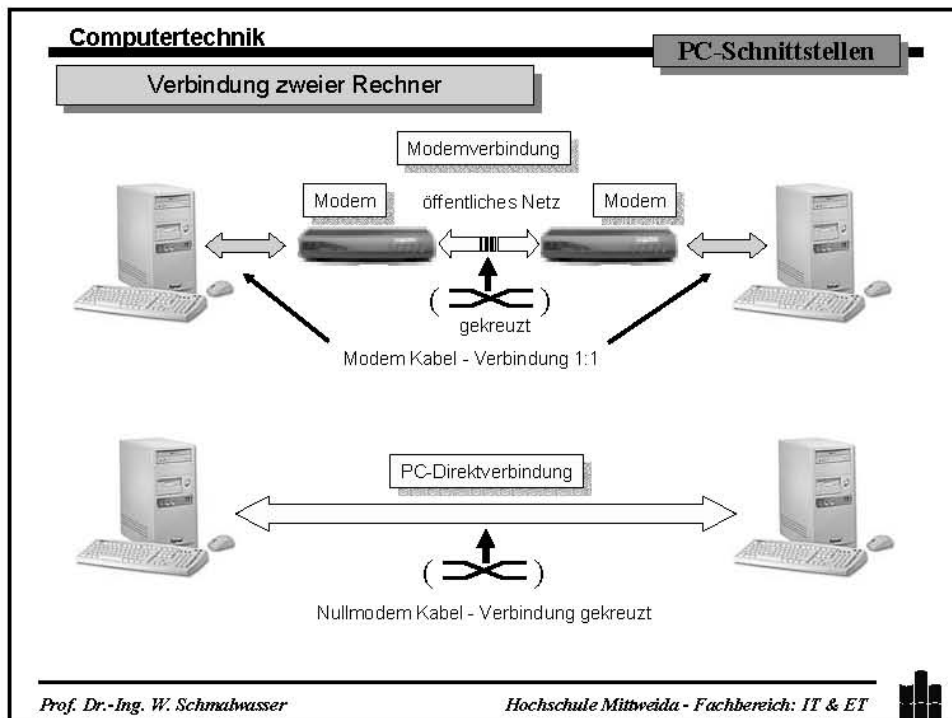 Computertechnik
PC-Schnittstellen
Verbindung zweier Rechner
Modemverbindung
Modem
öffentliches Netz
Modem
( )
gekreuzt
Modem Kabel - Verbindung 1:1
PC-Direktverbindung
( )
Nullmodem Kabel - Verbindung gekreuzt
Prof. Dr.-Ing. W. Schmalwasser
Hochschule Mittweida - Fachbereich: IT & ET